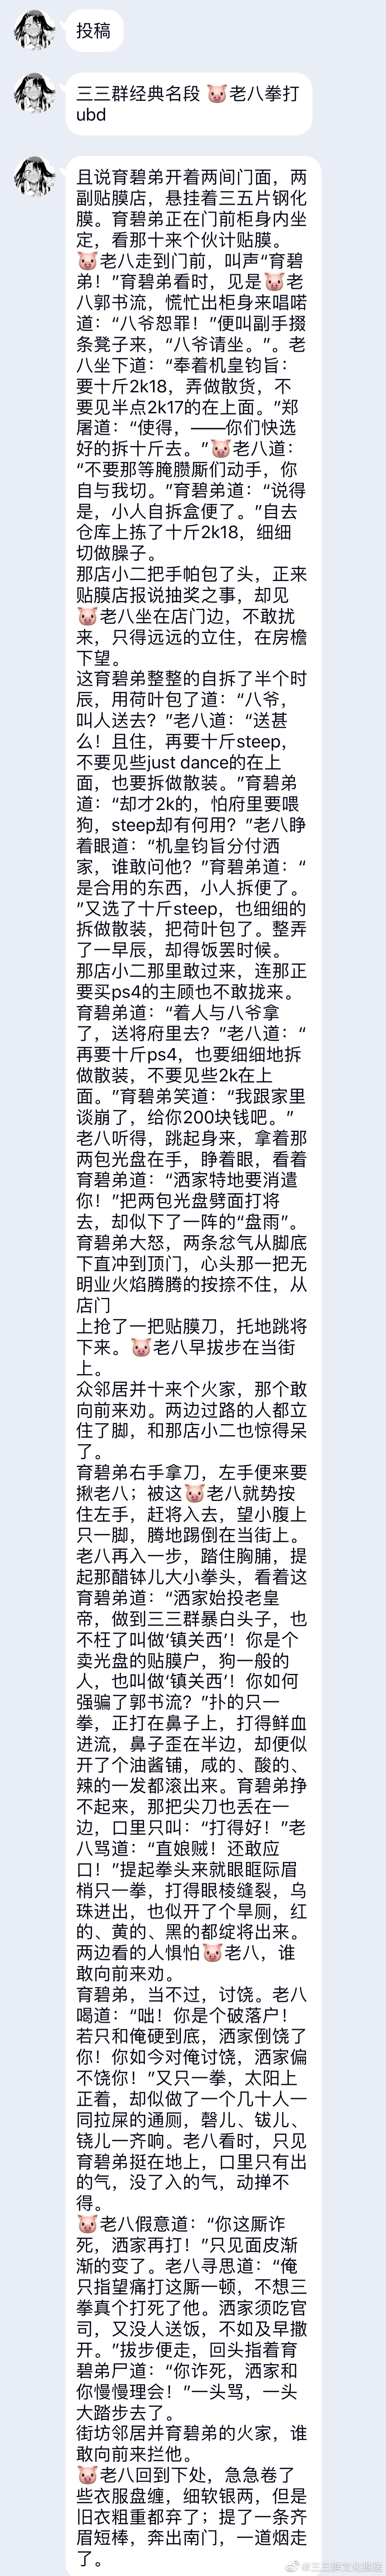 投稿
三三群经典名段 🐷老八拳打
ubd
且说育碧弟开着两间门面，两
副贴膜店，悬挂着三五片钢化
膜。育碧弟正在门前柜身内坐
定，看那十来个伙计贴膜。
🐷老八走到门前，叫声“育碧
弟！”育碧弟看时，见是🐷老
八郭书流，慌忙出柜身来唱喏
道：“八爷恕罪！”便叫副手掇
条凳子来，“八爷请坐。”。老
八坐下道：“奉着机皇钧旨：
要十斤2k18，弄做散货，不
要见半点2k17的在上面。”郑
屠道：“使得，——你们快选
好的拆十斤去。”🐷老八道：
“不要那等腌臜厮们动手，你
自与我切。”育碧弟道：“说得
是，小人自拆盒便了。”自去
仓库上拣了十斤2k18，细细
切做臊子。
那店小二把手帕包了头，正来
贴膜店报说抽奖之事，却见
🐷老八坐在店门边，不敢扰
来，只得远远的立住，在房檐
下望。
这育碧弟整整的自拆了半个时
辰，用荷叶包了道：“八爷，
叫人送去？”老八道：“送甚
么！且住，再要十斤steep，
不要见些just dance的在上
面，也要拆做散装。”育碧弟
道：“却才2k的，怕府里要喂
狗，steep却有何用？”老八睁
着眼道：“机皇钧旨分付洒
家，谁敢问他？”育碧弟道：“
是合用的东西，小人拆便了。
”又选了十斤steep，也细细的
拆做散装，把荷叶包了。整弄
了一早辰，却得饭罢时候。
那店小二那里敢过来，连那正
要买ps4的主顾也不敢拢来。
育碧弟道：“着人与八爷拿
了，送将府里去？”老八道：“
再要十斤ps4，也要细细地拆
做散装，不要见些2k在上
面。”育碧弟笑道：“我跟家里
谈崩了，给你200块钱吧。”
老八听得，跳起身来，拿着那
两包光盘在手，睁着眼，看着
育碧弟道：“洒家特地要消遣
你！”把两包光盘劈面打将
去，却似下了一阵的“盘雨”。
育碧弟大怒，两条忿气从脚底
下直冲到顶门，心头那一把无
明业火焰腾腾的按捺不住，从
店门
上抢了一把贴膜刀，托地跳将
下来。🐷老八早拔步在当街
上。
众邻居并十来个火家，那个敢
向前来劝。两边过路的人都立
住了脚，和那店小二也惊得呆
了。
育碧弟右手拿刀，左手便来要
揪老八；被这🐷老八就势按
住左手，赶将入去，望小腹上
只一脚，腾地踢倒在当街上。
老八再入一步，踏住胸脯，提
起那醋钵儿大小拳头，看着这
育碧弟道：“洒家始投老皇
帝，做到三三群暴白头子，也
不枉了叫做‘镇关西’！你是个
卖光盘的贴膜户，狗一般的
人，也叫做‘镇关西’！你如何
强骗了郭书流？”扑的只一
拳，正打在鼻子上，打得鲜血
迸流，鼻子歪在半边，却便似
开了个油酱铺，咸的、酸的、
辣的一发都滚出来。育碧弟挣
不起来，那把尖刀也丢在一
边，口里只叫：“打得好！”老
八骂道：“直娘贼！还敢应
口！”提起拳头来就眼眶际眉
梢只一拳，打得眼棱缝裂，乌
珠迸出，也似开了个旱厕，红
的、黄的、黑的都绽将出来。
两边看的人惧怕🐷老八，谁
敢向前来劝。
育碧弟，当不过，讨饶。老八
喝道：“咄！你是个破落户！
若只和俺硬到底，洒家倒饶了
你！你如今对俺讨饶，洒家偏
不饶你！”又只一拳，太阳上
正着，却似做了一个几十人一
同拉屎的通厕，磬儿、钹儿、
铙儿一齐响。老八看时，只见
育碧弟挺在地上，口里只有出
的气，没了入的气，动掸不
得。
🐷老八假意道：“你这厮诈
死，洒家再打！”只见面皮渐
渐的变了。老八寻思道：“俺
只指望痛打这厮一顿，不想三
拳真个打死了他。洒家须吃官
司，又没人送饭，不如及早撒
开。”拔步便走，回头指着育
碧弟尸道：“你诈死，洒家和
你慢慢理会！”一头骂，一头
大踏步去了。
街坊邻居并育碧弟的火家，谁
敢向前来拦他。
🐷老八回到下处，急急卷了
些衣服盘缠，细软银两，但是
旧衣粗重都弃了；提了一条齐
眉短棒，奔出南门，一道烟走
了。